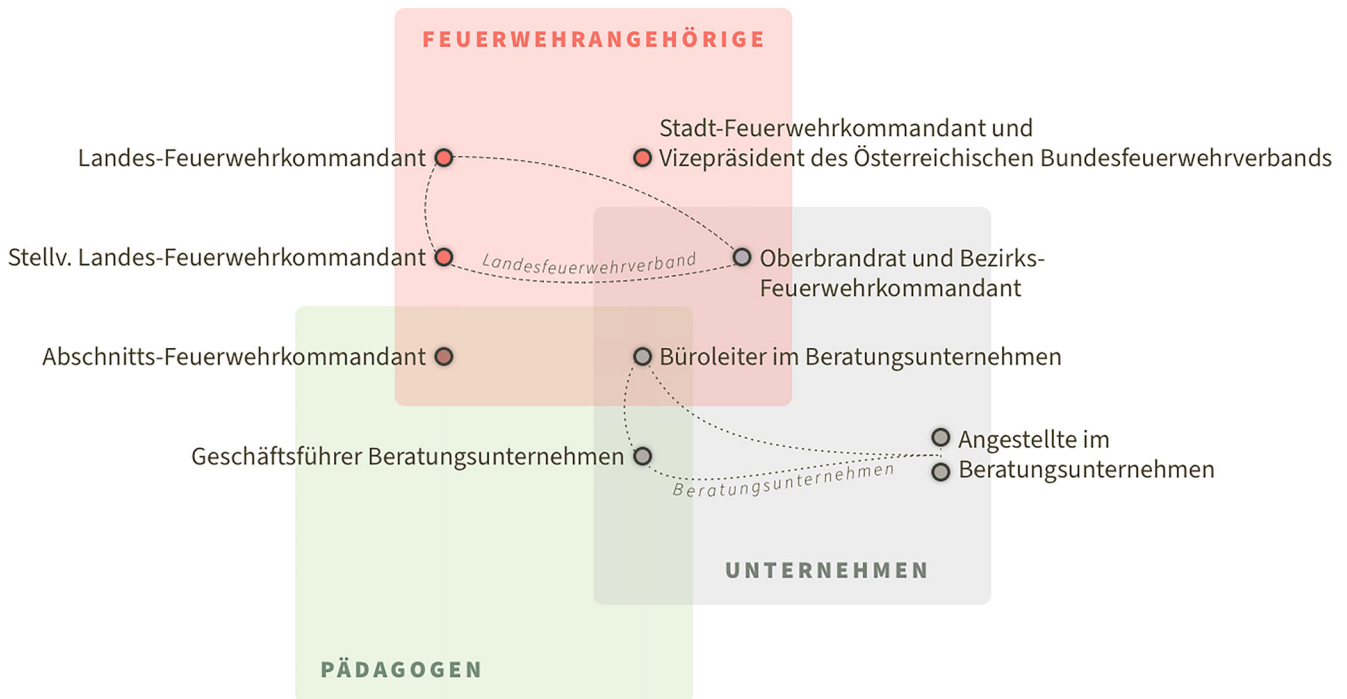 FEUERWEHRANGEHÖRIGE
Stadt-Feuerwehrkommandant und
Landes-Feuerwehrkommandant
Vizepräsident des Österreichischen Bundesfeuerwehrverbands
Stellv. Landes-Feuerwehrkommandant
Landesfeuerwehrverband
Oberbrandrat und Bezirks-
Feuerwehrkommandant
Abschnitts-Feuerwehrkommandant
Büroleiter im Beratungsunternehmen
Geschäftsführer Beratungsunternehmen
Angestellte im
Beratungsunternehmen
Beratungsunternehmen
UNTERNEHMEN
PÄDAGOGEN